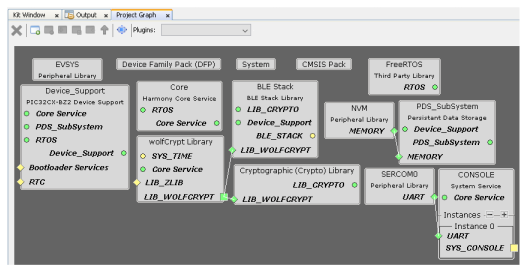 Kit Window
Output
Project Graph
Plugins:
EVSYS
Peripheral Library
Device Family Pack (DFP)
System
CMSIS Pack
FreeRTOS
Third Party Library
RTOS
Device_Support
PIC32CX-BZ2 Device Support
Core Service
PDS_SubSystem
RTOS
Device_Support
Bootloader Services
RTC
Core
Harmony Core Service
RTOS
Core Service
BLE Stack
BLE Stack Library
LIB_CRYPTO
Device_Support
BLE_STACK
LIB_WOLFCRYPT
NVM
Peripheral Library
MEMORY
PDS_SubSystem
Persistent Data Storage
Device_Support
PDS_SubSystem
MEMORY
wolfCrypt Library
SYS_TIME
Core Service
LIB_ZLIB
LIB_WOLFCRYPT
Cryptographic (Crypto) Library
LIB_CRYPTO
LIB_WOLFCRYPT
SERCOM0
Peripheral Library
UART
CONSOLE
System Service
Core Service
Instances
Instance 0
UART
SYS_CONSOLE